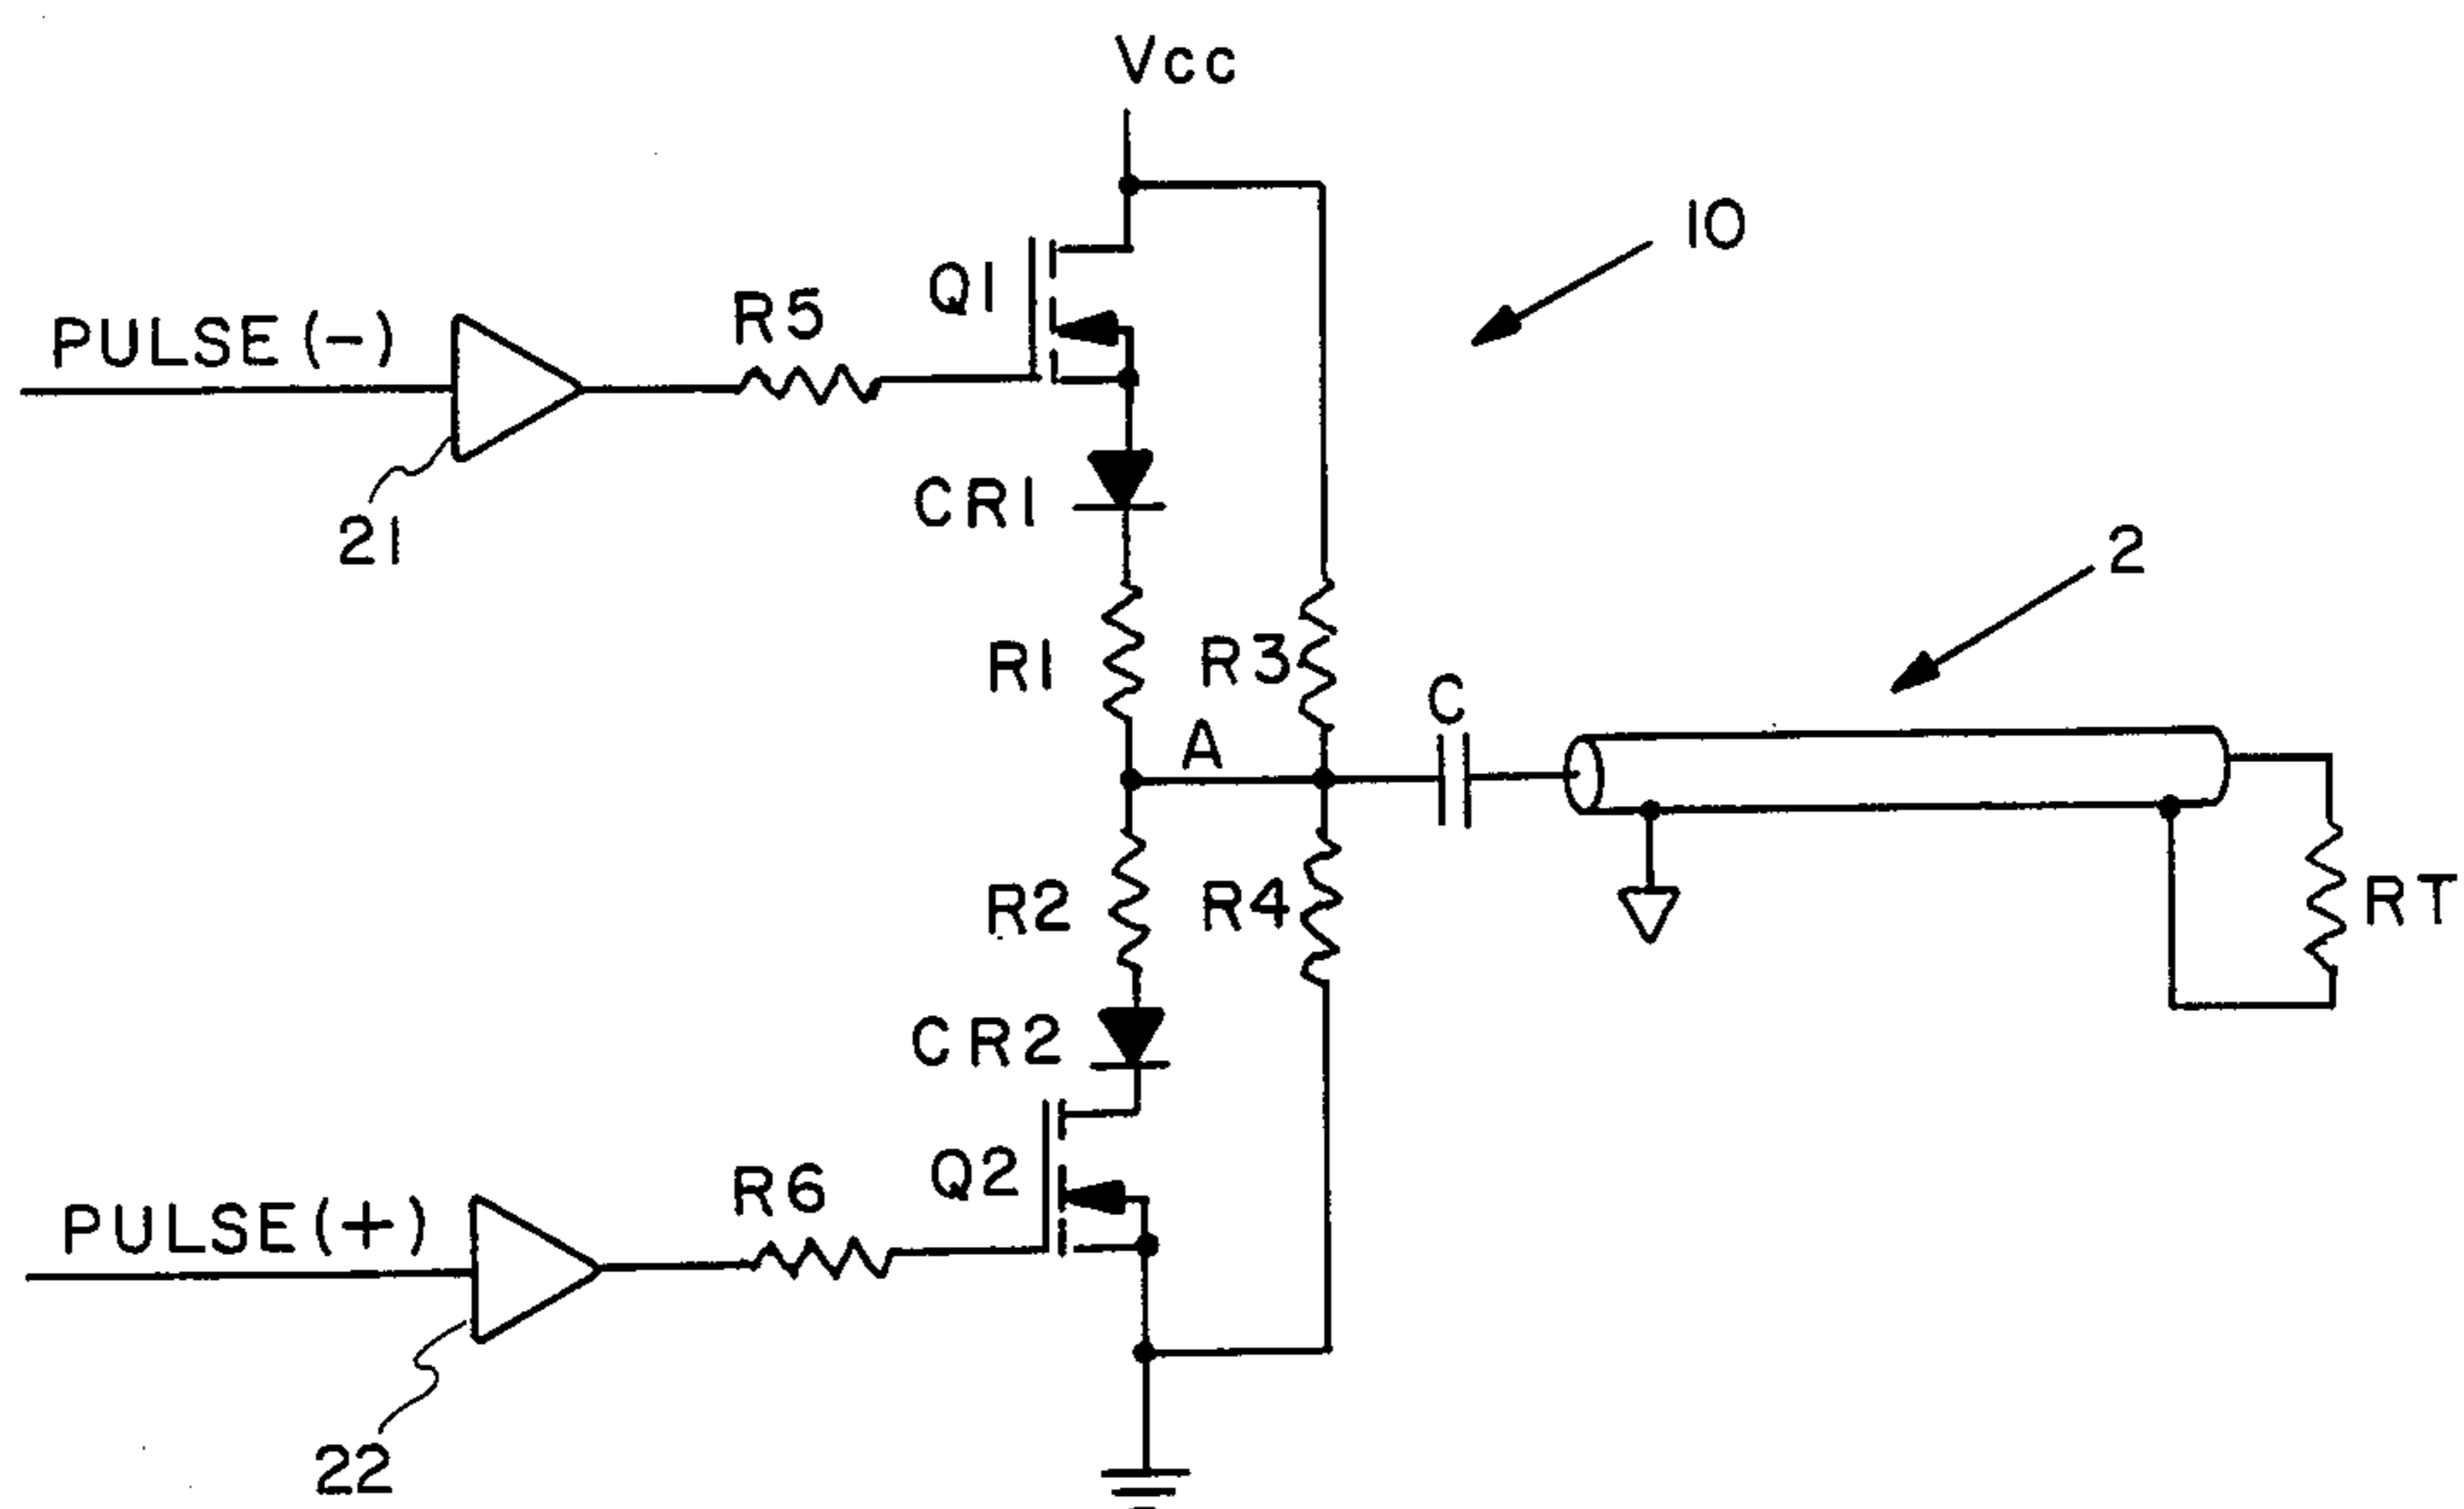 Vcc
10
Q1
R5
PULSE(-)
21
CR1
2
R1
R3
C
A
R2
R4
RT
CR2
Q2
R6
PULSE(+)
22